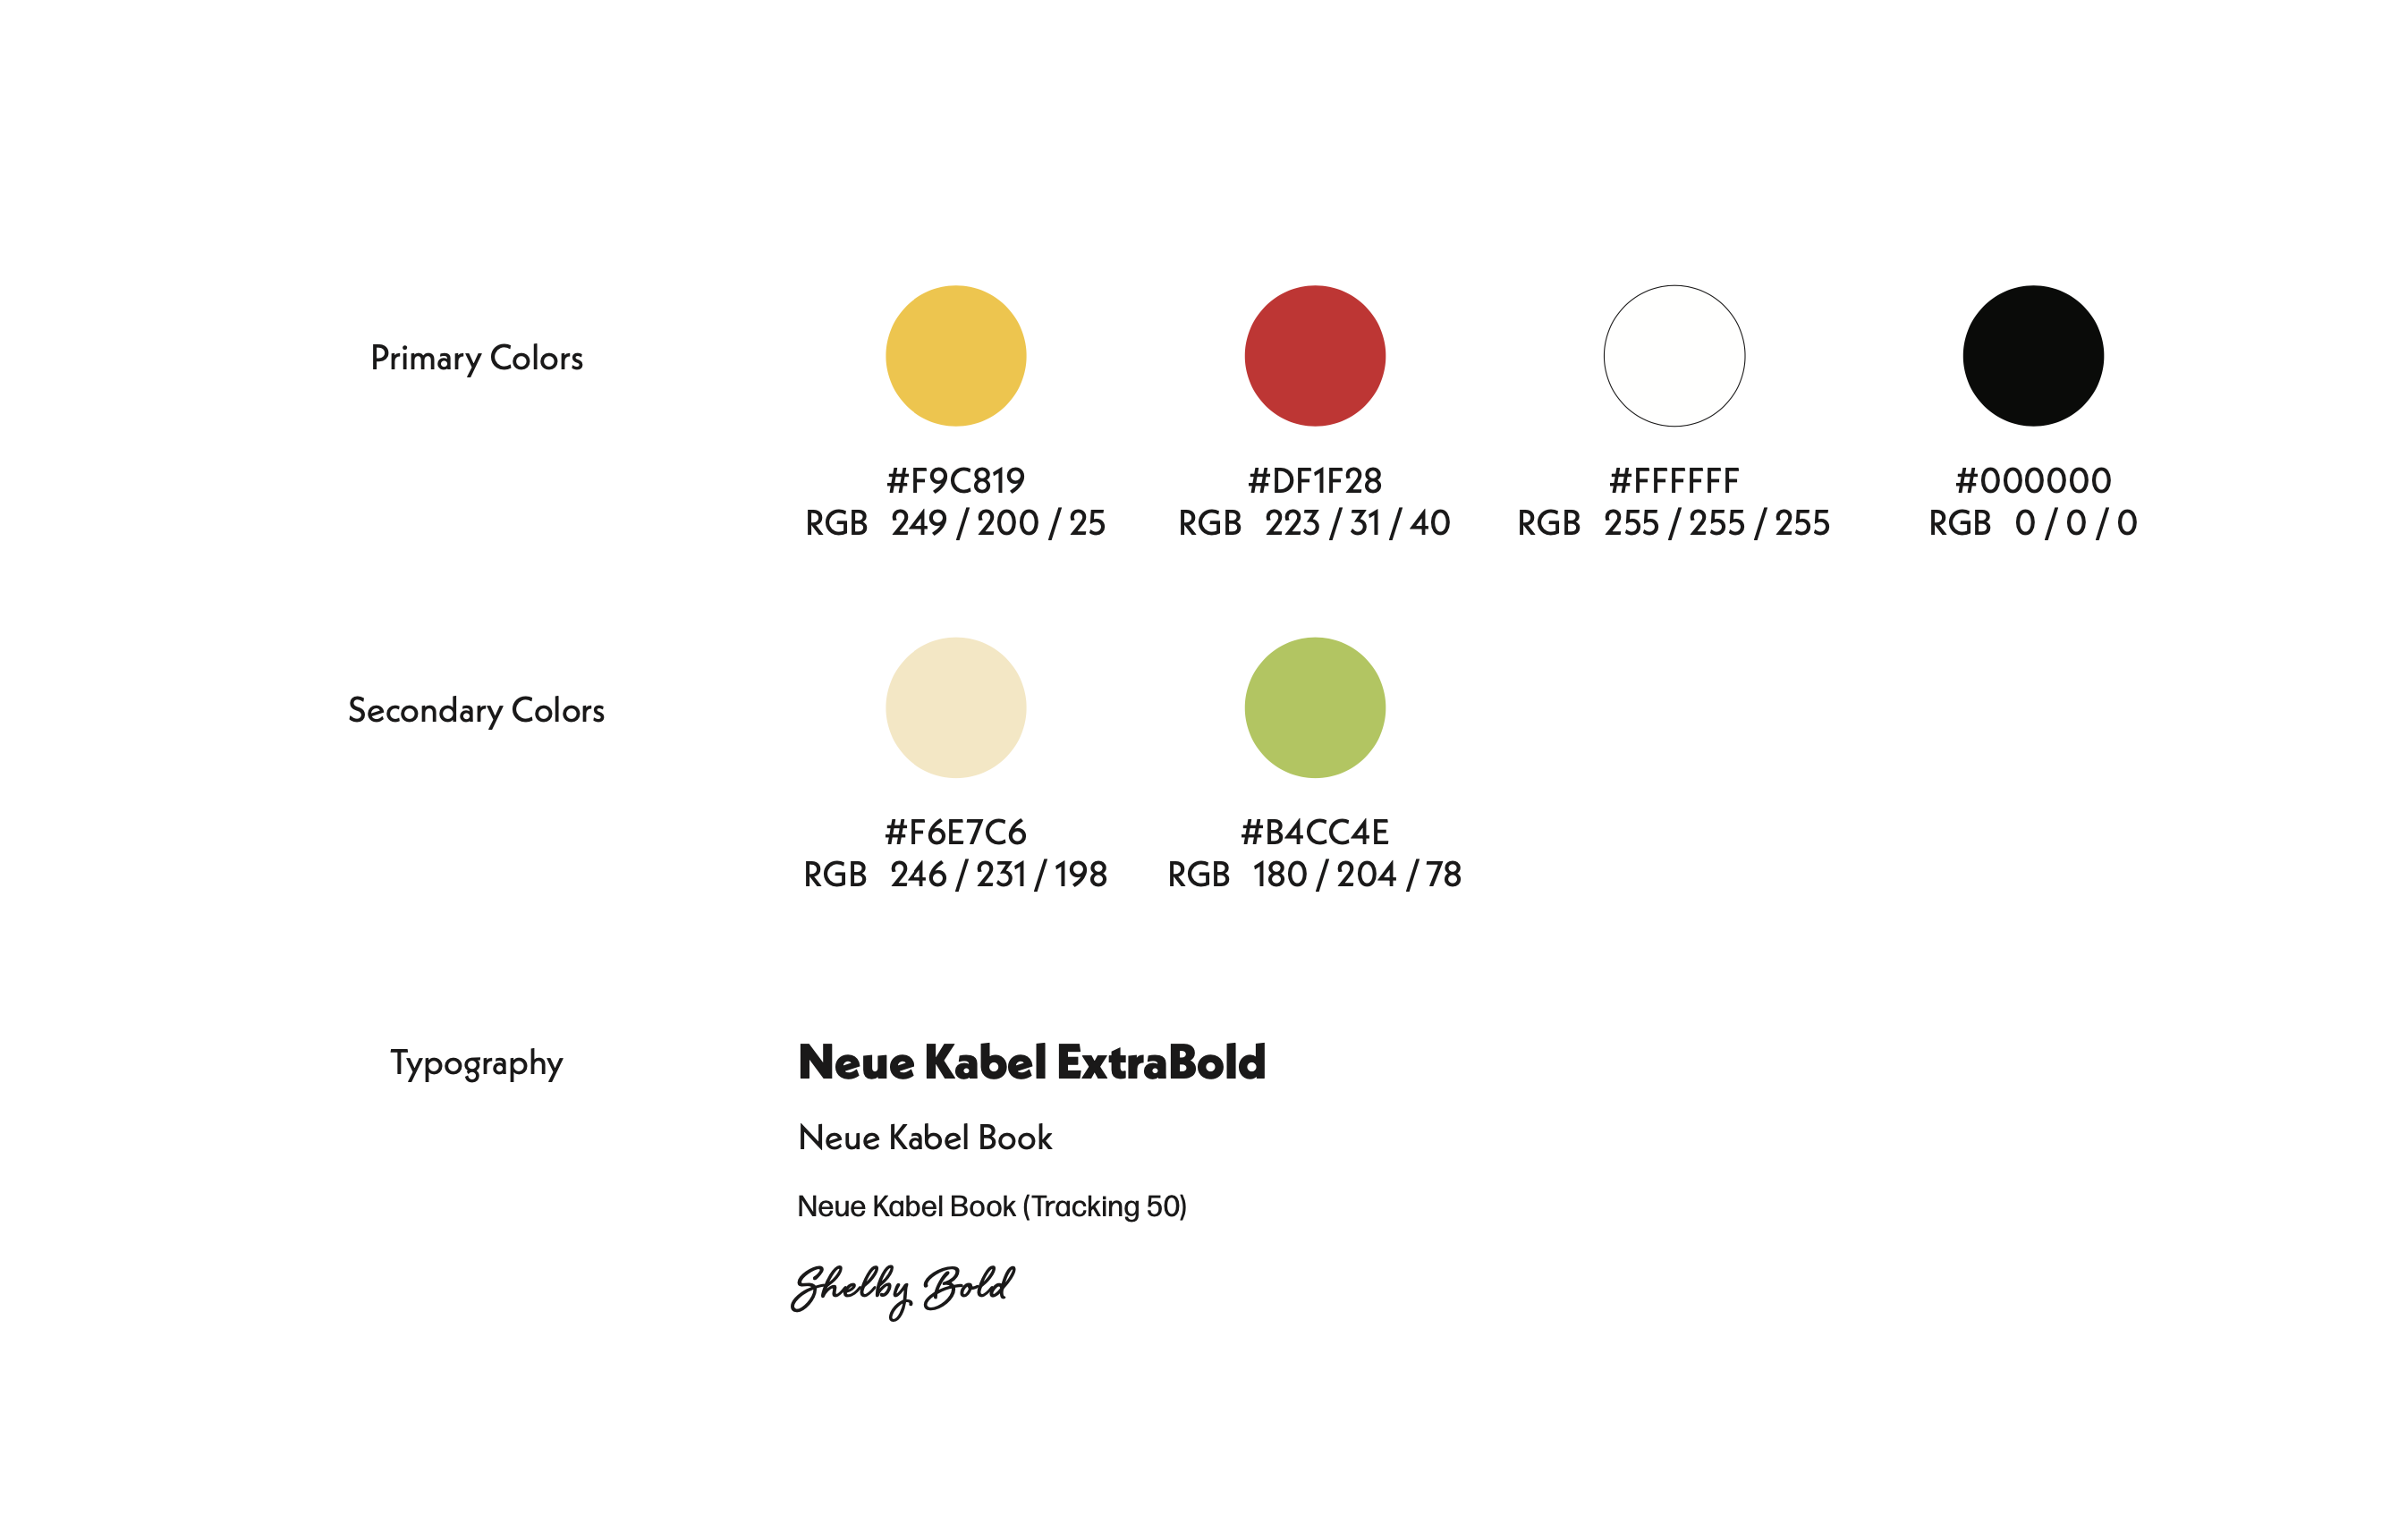 Primary Colors
#F9C819
RGB 249 / 200 / 25
#DF1F28
RGB 223 / 31 / 40
#FFFFFF
RGB 255 / 255 / 255
#000000
RGB 0 / 0 / 0
Secondary Colors
#F6E7C6
RGB 246 / 231 / 198
#B4CC4E
RGB 180 / 204 / 78
Typography
Neue Kabel ExtraBold
Neue Kabel Book
Neue Kabel Book (Tracking 50)
Shelby Bold